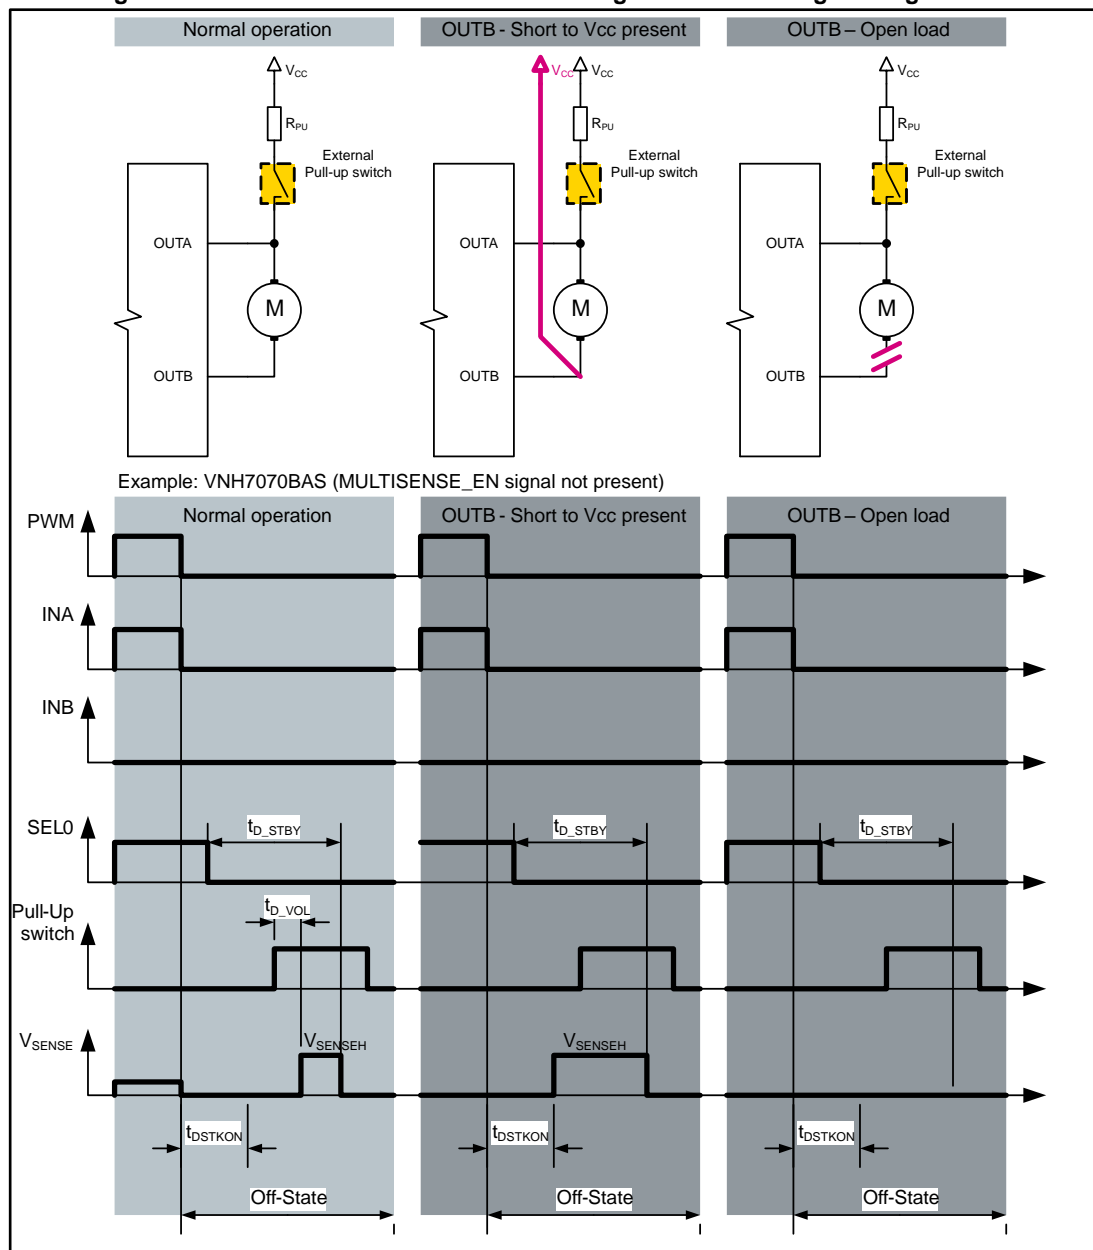 Normal operation
OUTB - Short to Vcc present
OUTB – Open load
VCC
RPU
External
Pull-up switch
OUTA
M
OUTB
VCC
VCC
RPU
External
Pull-up switch
OUTA
M
OUTB
VCC
RPU
External
Pull-up switch
OUTA
M
OUTB
Example: VNH7070BAS (MULTISENSE_EN signal not present)
Normal operation
OUTB - Short to Vcc present
OUTB – Open load
PWM
INA
INB
SEL0
tD_STBY
tD_STBY
tD_STBY
tD_VOL
Pull-Up
switch
VSENSE
VSENSEH
VSENSEH
tDSTKON
tDSTKON
tDSTKON
Off-State
Off-State
Off-State